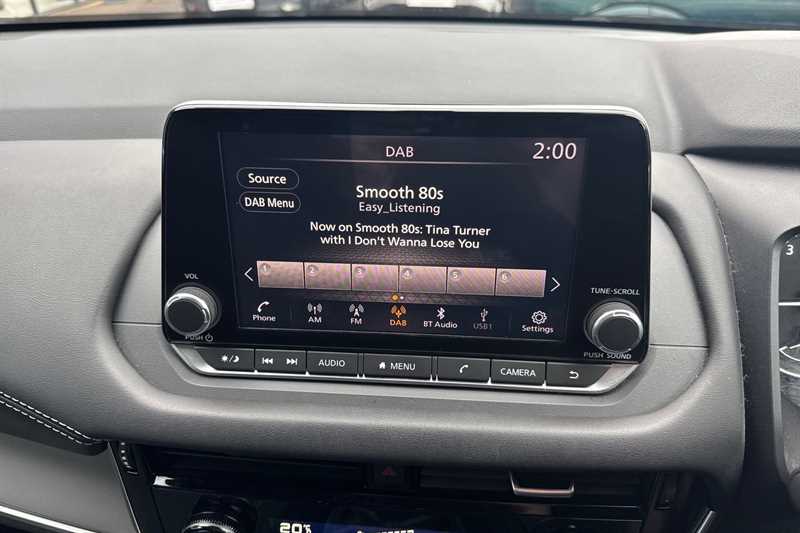 DAB
2:00
Source
Smooth 80s
Easy_Listening
DAB Menu
Now on Smooth 80s: Tina Turner
with I Don't Wanna Lose You
1 2 3 4 5 6
VOL
TUNE·SCROLL
Phone
AM
FM
DAB
BT Audio
USB1
Settings
PUSH
PUSH SOUND
AUDIO
MENU
CAMERA
3
20°